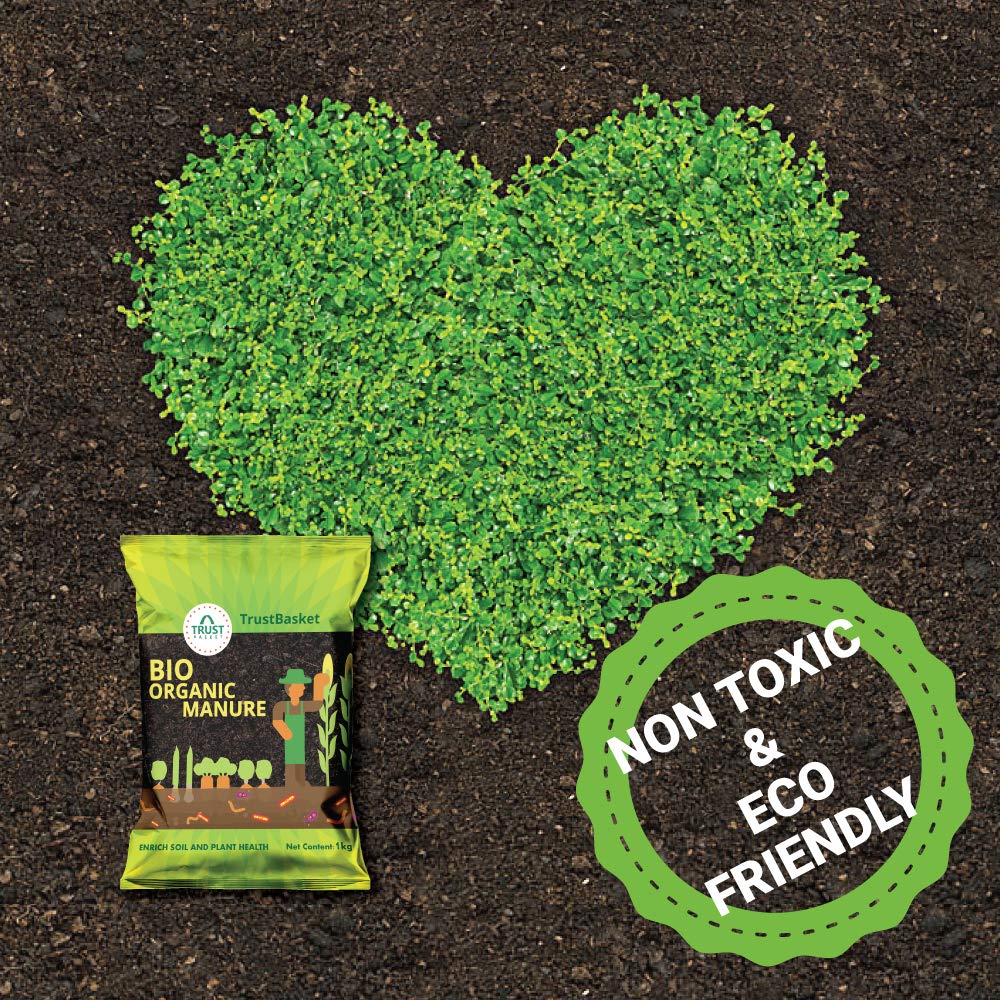 TRUST
BASKET
TrustBasket
BIO
ORGANIC
MANURE
ENRICH SOIL AND PLANT HEALTH Net Content: 1kg
NON TOXIC
&
ECO
FRIENDLY